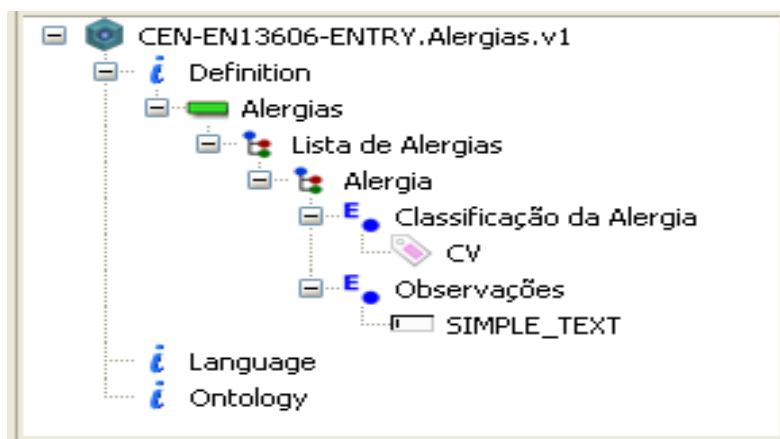 CEN-EN13606-ENTRY.Alergias.v1
i Definition
Alergias
Lista de Alergias
Alergia
E Classificação da Alergia
CV
E Observações
SIMPLE_TEXT
i Language
i Ontology